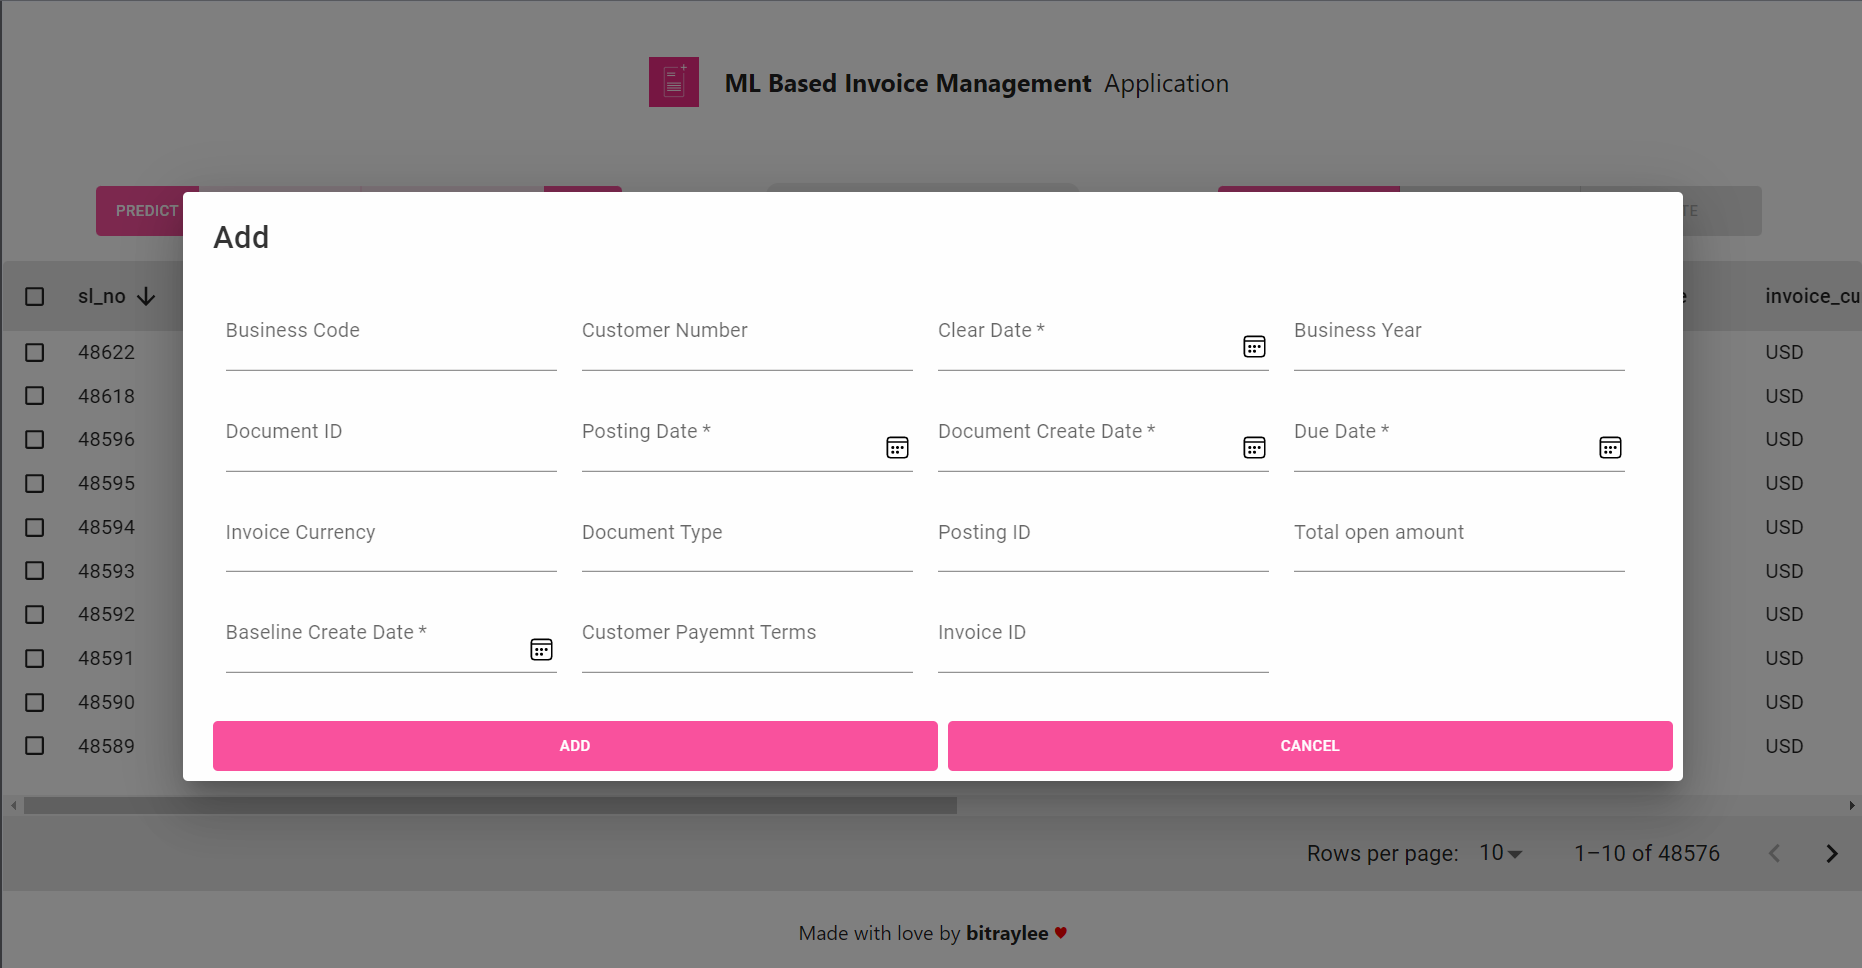 ML Based Invoice Management Application
PREDICT
Add
sl_no
invoice_cu
Business Code
Customer Number
Clear Date *
Business Year
Document ID
Posting Date *
Document Create Date *
Due Date *
Invoice Currency
Document Type
Posting ID
Total open amount
Baseline Create Date *
Customer Payemnt Terms
Invoice ID
ADD
CANCEL
48622 USD
48618 USD
48596 USD
48595 USD
48594 USD
48593 USD
48592 USD
48591 USD
48590 USD
48589 USD
Rows per page: 10 1–10 of 48576
Made with love by bitraylee